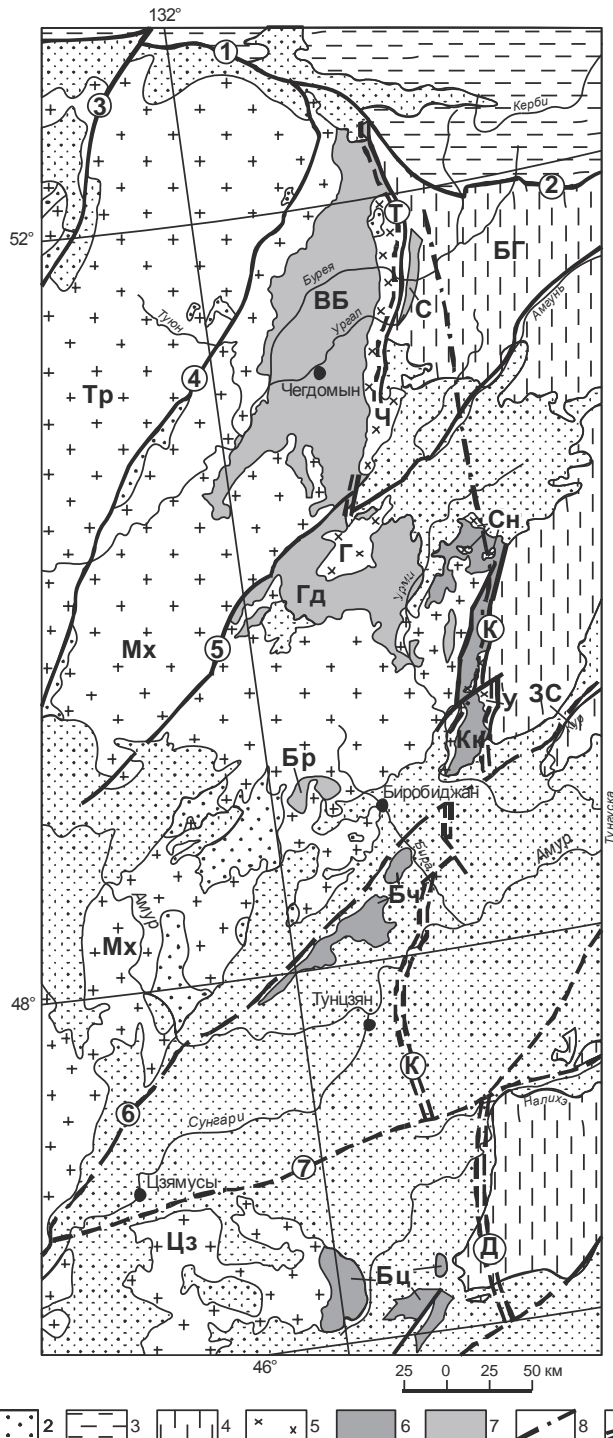 132°
1
3
Керби
2
Т
52°
БГ
Бурея
ВБ
С
Амгунь
Ургал
Туюн
4
Чегдомын
Тр
Ч
Сн
Г
Урми
Гд
К
Мх
5
У
ЗС
Кк
Кур
Бр
Биробиджан
Тунгуска
Амур
Бира
Амур
Бч
Мх
48°
Тунцзян
К
6
Сунгари
Налихэ
7
Цзямусы
Цз
Д
Бц
46°
25 0 25 50 км
2 3 4 5 6 7 8